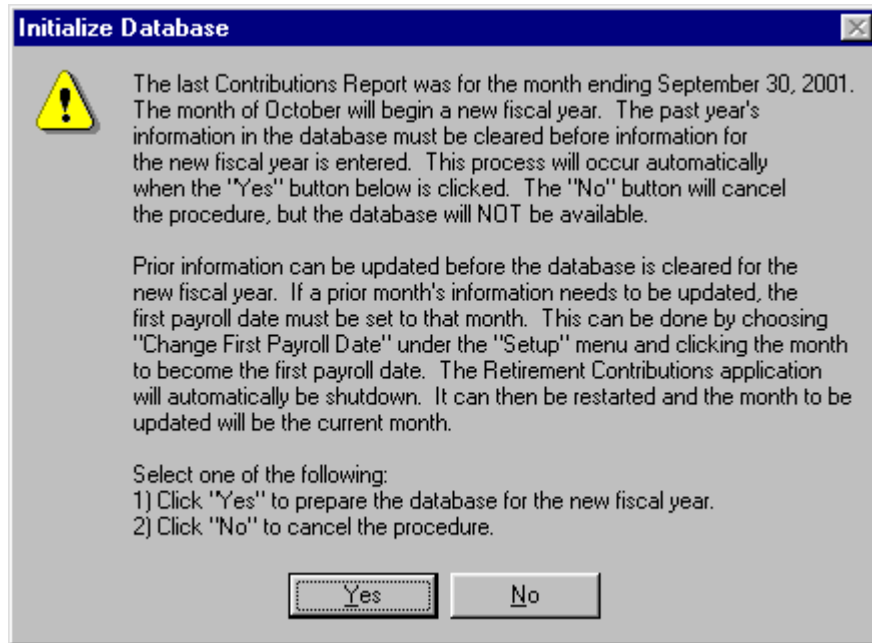 Initialize Database
The last Contributions Report was for the month ending September 30, 2001.
The month of October will begin a new fiscal year.  The past year's
information in the database must be cleared before information for
the new fiscal year is entered.  This process will occur automatically
when the "Yes" button below is clicked.  The "No" button will cancel
the procedure, but the database will NOT be available.
Prior information can be updated before the database is cleared for the
new fiscal year.  If a prior month's information needs to be updated, the
first payroll date must be set to that month.  This can be done by choosing
"Change First Payroll Date" under the "Setup" menu and clicking the month
to become the first payroll date.  The Retirement Contributions application
will automatically be shutdown.  It can then be restarted and the month to be
updated will be the current month.
Select one of the following:
1) Click "Yes" to prepare the database for the new fiscal year.
2) Click "No" to cancel the procedure.
Yes No